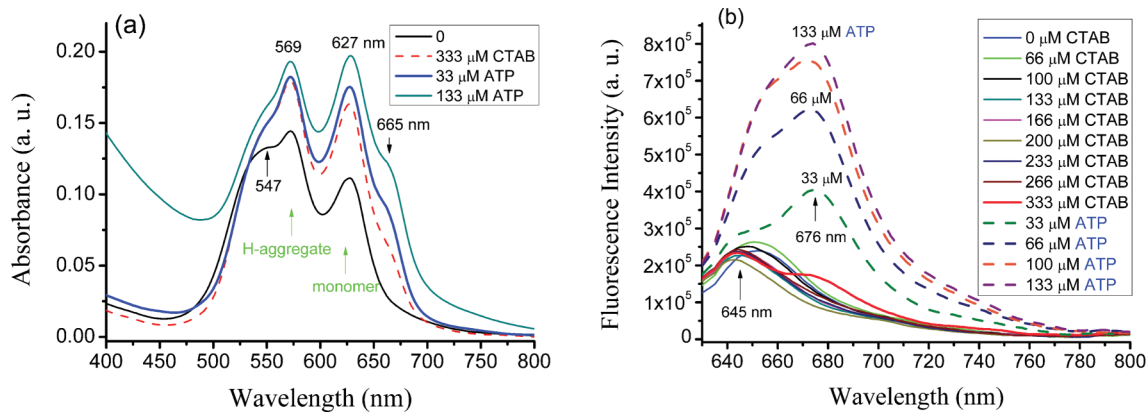 (a)
0.20
0.15
0.10
0.05
0.00
Absorbance (a. u.)
400 450 500 550 600 650 700 750 800
Wavelength (nm)
569
627 nm
665 nm
547
H-aggregate
monomer
0
333 μM CTAB
33 μM ATP
133 μM ATP
(b)
8x10⁵
7x10⁵
6x10⁵
5x10⁵
4x10⁵
3x10⁵
2x10⁵
1x10⁵
0
Fluorescence Intensity (a. u.)
640 660 680 700 720 740 760 780 800
Wavelength (nm)
133 μM ATP
66 μM
33 μM
676 nm
645 nm
0 μM CTAB
66 μM CTAB
100 μM CTAB
133 μM CTAB
166 μM CTAB
200 μM CTAB
233 μM CTAB
266 μM CTAB
333 μM CTAB
33 μM ATP
66 μM ATP
100 μM ATP
133 μM ATP